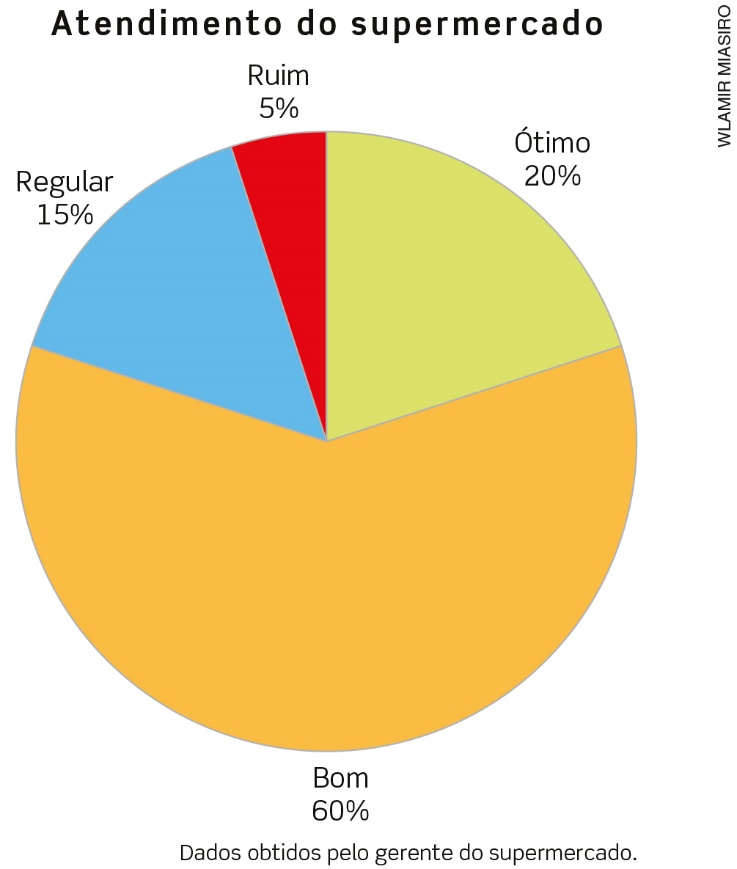 Atendimento do supermercado
WLAMIR MIASIRO
Ruim
5%
Ótimo
20%
Regular
15%
Bom
60%
Dados obtidos pelo gerente do supermercado.